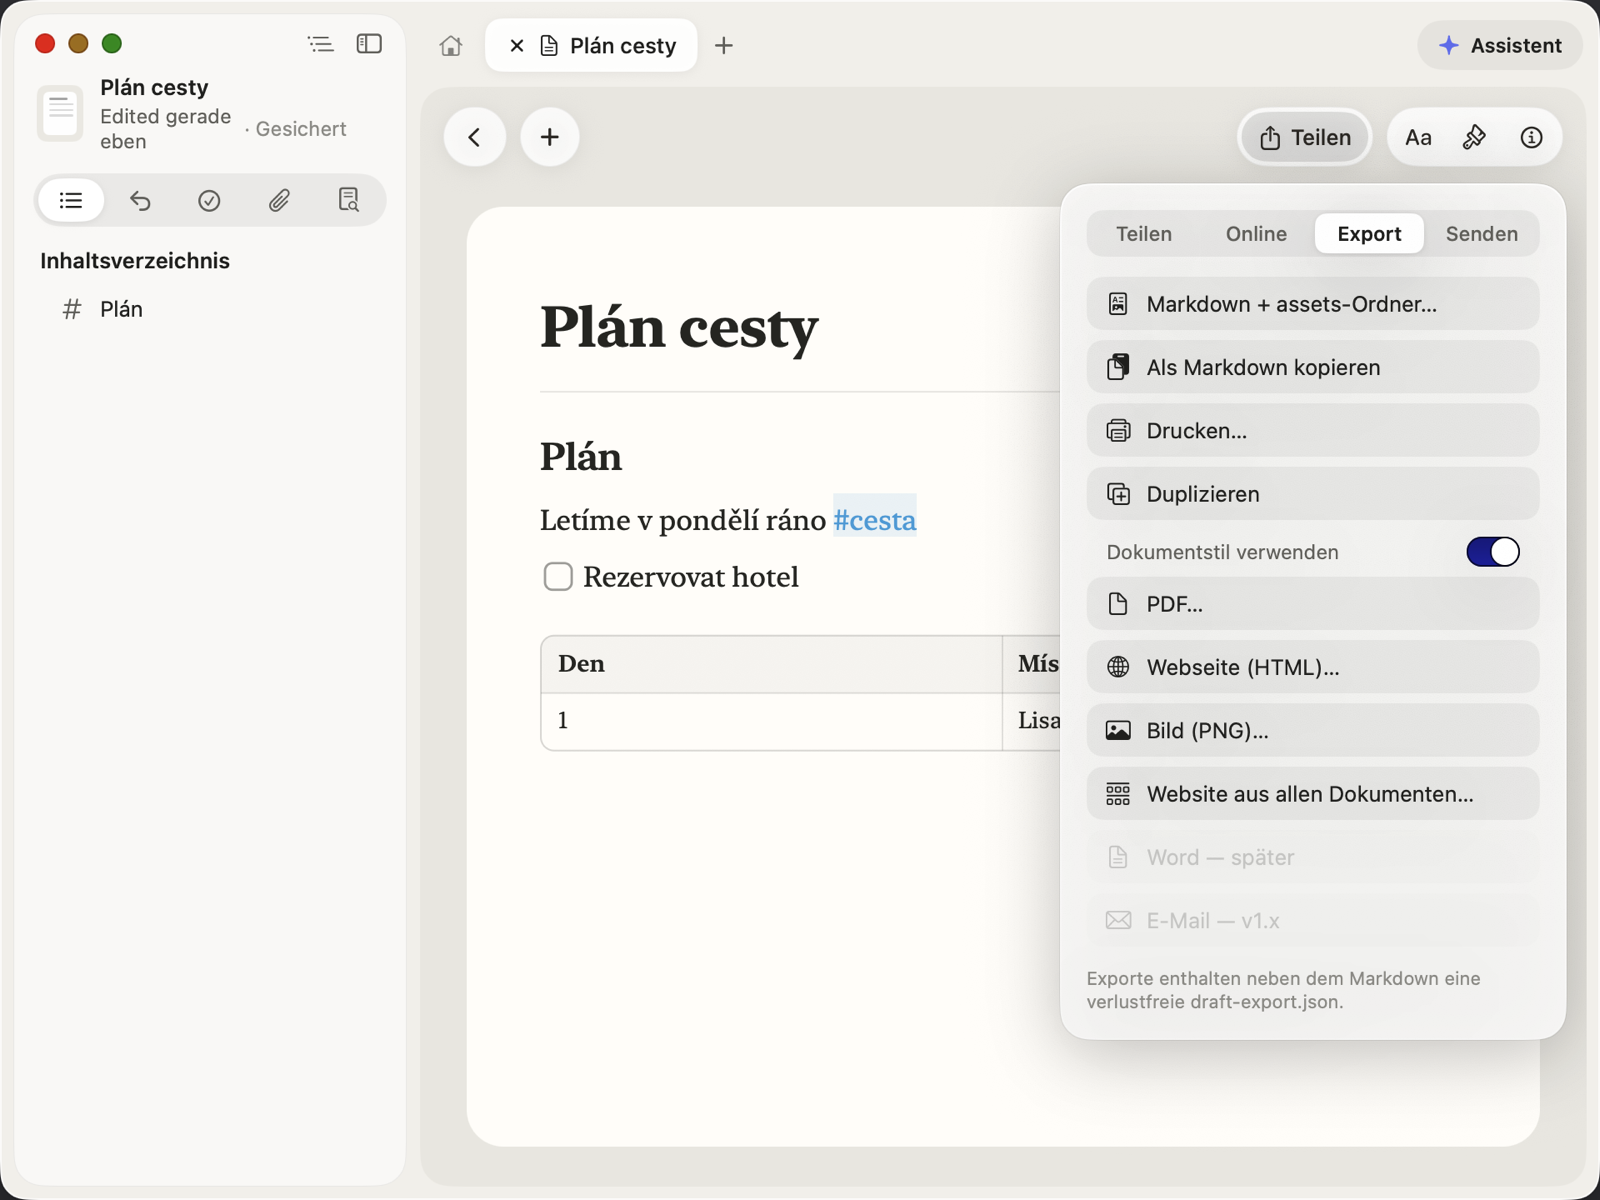 Plán cesty
Assistent
Plán cesty
Edited gerade
eben
· Gesichert
Teilen
Aa
Inhaltsverzeichnis
# Plán
Teilen Online Export Senden
Markdown + assets-Ordner...
Als Markdown kopieren
Drucken...
Duplizieren
Dokumentstil verwenden
PDF...
Webseite (HTML)...
Bild (PNG)...
Website aus allen Dokumenten...
Word — später
E-Mail — v1.x
Exporte enthalten neben dem Markdown eine
verlustfreie draft-export.json.
Plán cesty
Plán
Letíme v pondělí ráno #cesta
Rezervovat hotel
Den Mís
1 Lisa